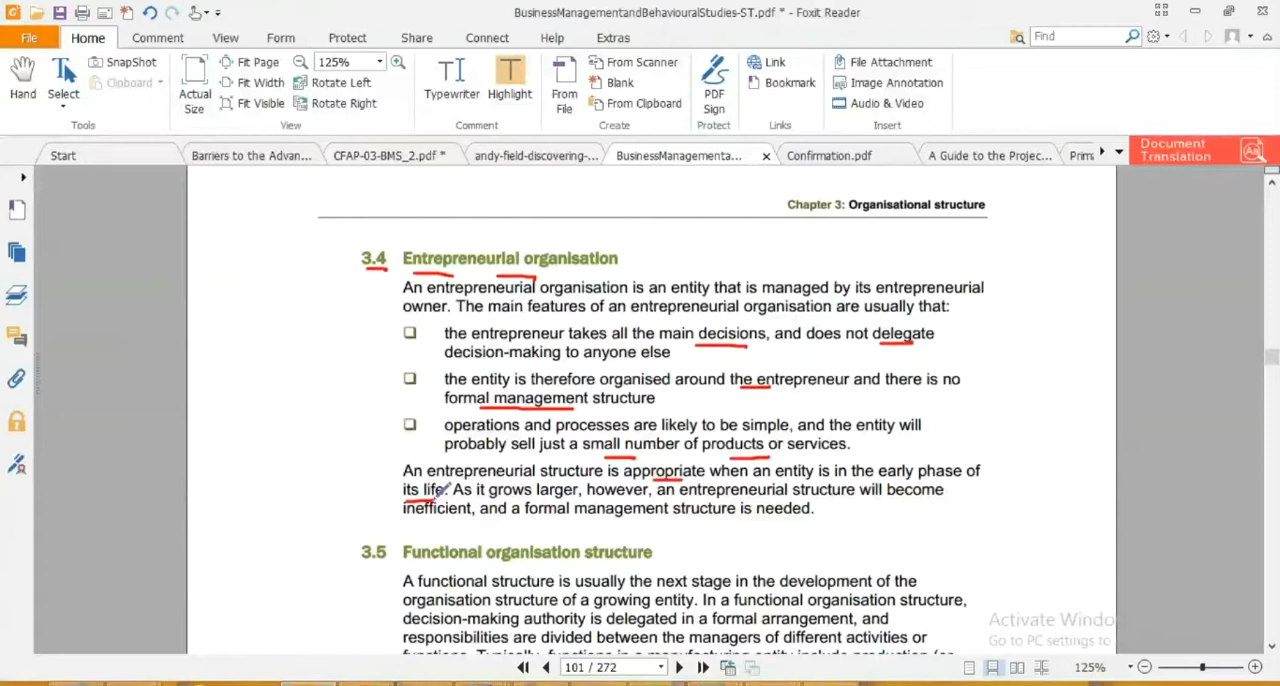 BusinessManagementandBehaviouralStudies-ST.pdf * - Foxit Reader
File Home Comment View Form Protect Share Connect Help Extras Find
SnapShot Fit Page 125% From Scanner Link File Attachment
Clipboard Fit Width Rotate Left Blank Bookmark Image Annotation
Hand Select Actual Size Fit Visible Rotate Right Typewriter Highlight From File From Clipboard PDF Sign Audio & Video
Tools View Comment Create Protect Links Insert
Start Barriers to the Advan... CFAP-03-BMS_2.pdf * andy-field-discovering-... BusinessManagementa... Confirmation.pdf A Guide to the Projec... Prim
Document Translation
Chapter 3: Organisational structure
3.4 Entrepreneurial organisation
An entrepreneurial organisation is an entity that is managed by its entrepreneurial
owner. The main features of an entrepreneurial organisation are usually that:
the entrepreneur takes all the main decisions, and does not delegate
decision-making to anyone else
the entity is therefore organised around the entrepreneur and there is no
formal management structure
operations and processes are likely to be simple, and the entity will
probably sell just a small number of products or services.
An entrepreneurial structure is appropriate when an entity is in the early phase of
its life. As it grows larger, however, an entrepreneurial structure will become
inefficient, and a formal management structure is needed.
3.5 Functional organisation structure
A functional structure is usually the next stage in the development of the
organisation structure of a growing entity. In a functional organisation structure,
decision-making authority is delegated in a formal arrangement, and
responsibilities are divided between the managers of different activities or
Activate Windo
Go to PC settings to
101 / 272
125%